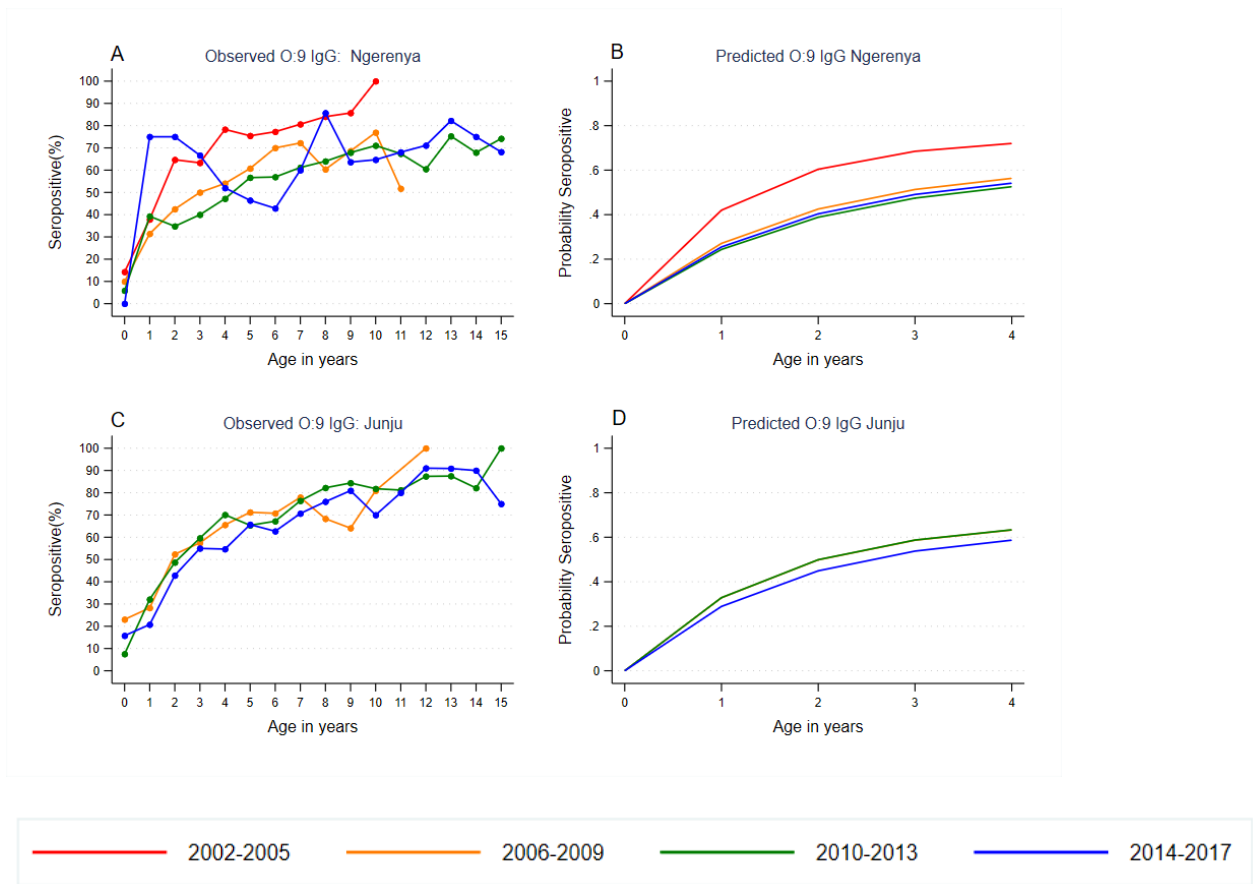 A
Observed O:9 IgG:  Ngerenya
100
90
80
70
60
50
40
30
20
10
0
Seropositive(%)
0 1 2 3 4 5 6 7 8 9 10 11 12 13 14 15
Age in years
B
Predicted O:9 IgG Ngerenya
1
.8
.6
.4
.2
0
Probability Seropositive
0 1 2 3 4
Age in years
C
Observed O:9 IgG: Junju
100
90
80
70
60
50
40
30
20
10
0
Seropositive(%)
0 1 2 3 4 5 6 7 8 9 10 11 12 13 14 15
Age in years
D
Predicted O:9 IgG Junju
1
.8
.6
.4
.2
0
Probability Seropositive
0 1 2 3 4
Age in years
2002-2005 2006-2009 2010-2013 2014-2017